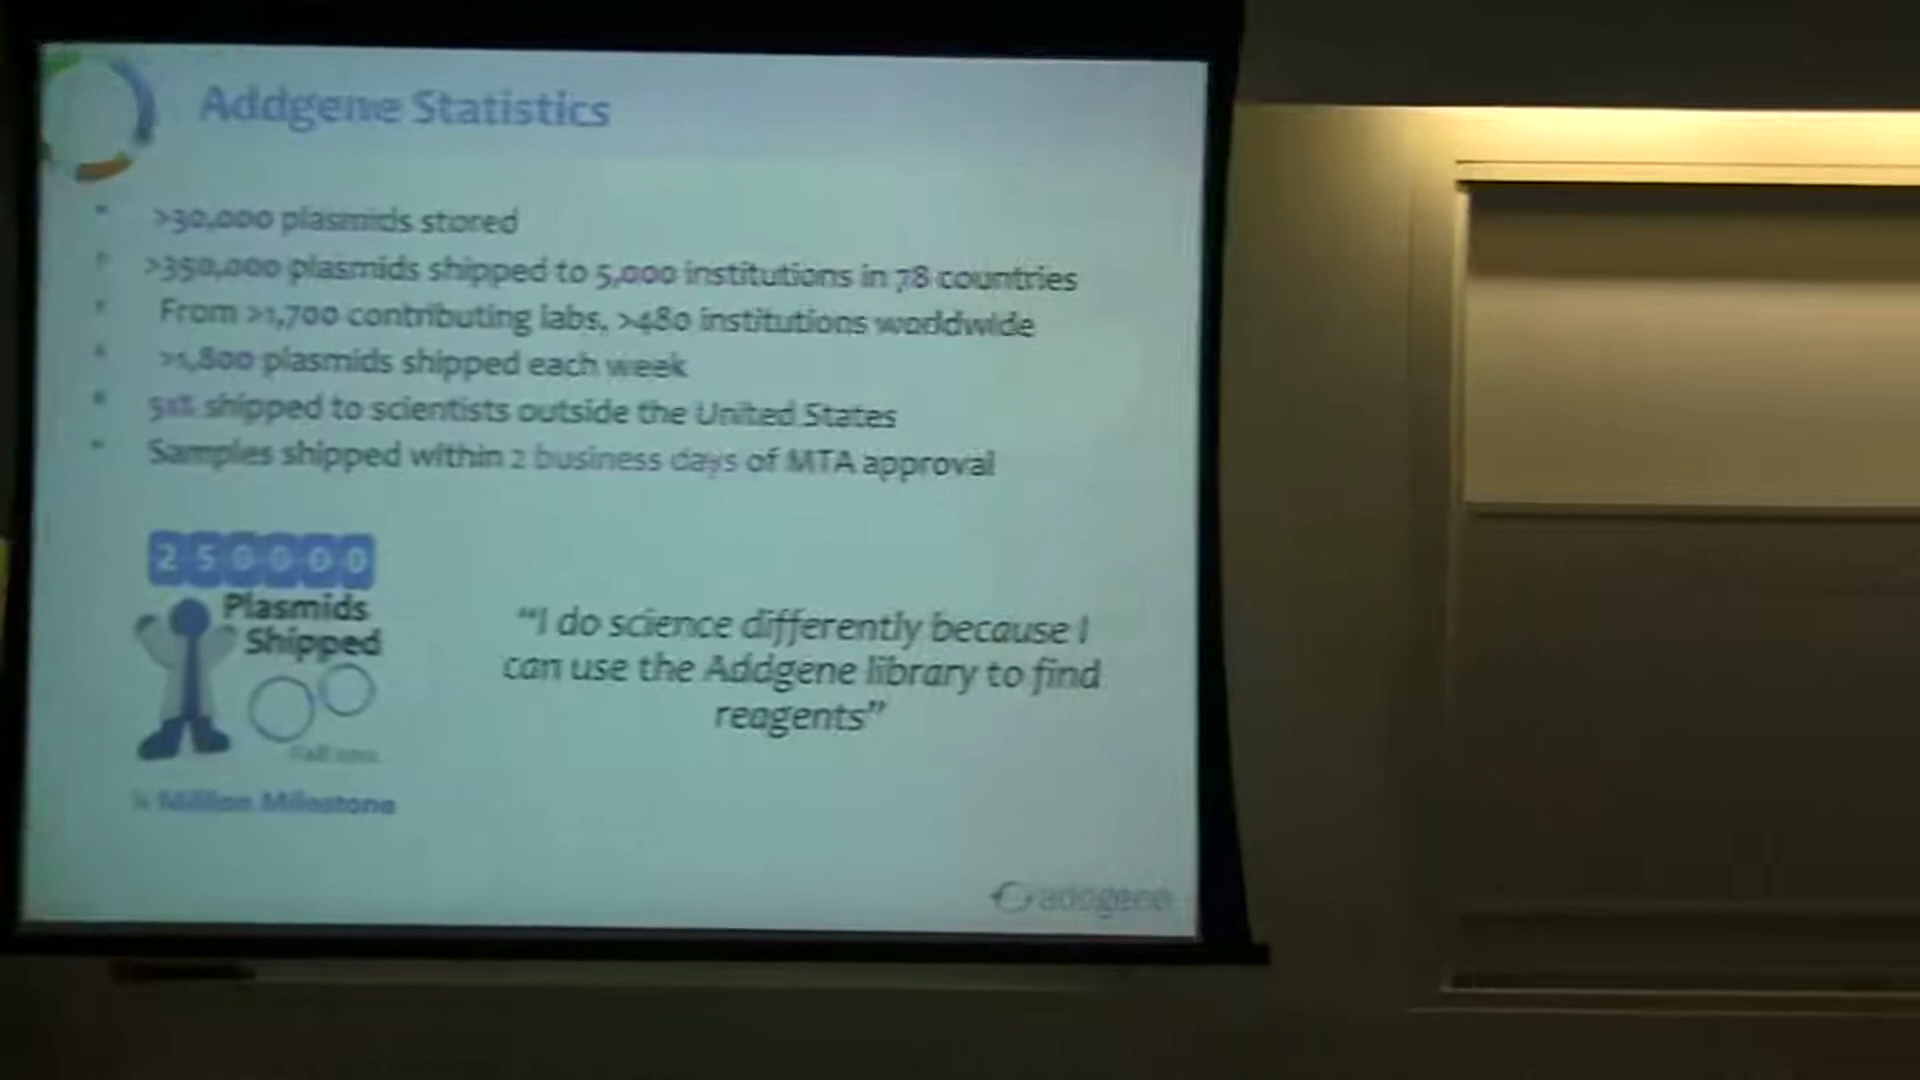 Addgene Statistics
>30,000 plasmids stored
>350,000 plasmids shipped to 5,000 institutions in 78 countries
From >1,700 contributing labs, >480 institutions worldwide
>1,800 plasmids shipped each week
shipped to scientists outside the United States
Samples shipped within 2 business days of MTA approval
250000
Plasmids
Shipped
Million Milestone
“I do science differently because I
can use the Addgene library to find
reagents”
addgene